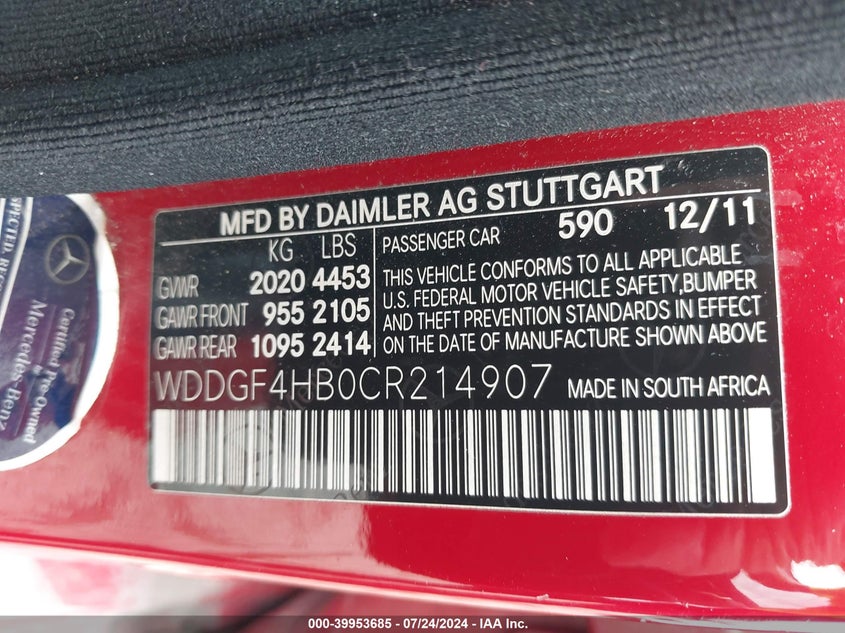 MFD BY DAIMLER AG STUTTGART
KG LBS
GVWR 2020 4453
GAWR FRONT 955 2105
GAWR REAR 1095 2414
PASSENGER CAR 590 12/11
THIS VEHICLE CONFORMS TO ALL APPLICABLE
U.S. FEDERAL MOTOR VEHICLE SAFETY,BUMPER
AND THEFT PREVENTION STANDARDS IN EFFECT
ON THE DATE OF MANUFACTURE SHOWN ABOVE
WDDGF4HB0CR214907 MADE IN SOUTH AFRICA
Certified Pre-Owned
Mercedes-Benz
000-39953685 / 07/24/2024 - IAA Inc.